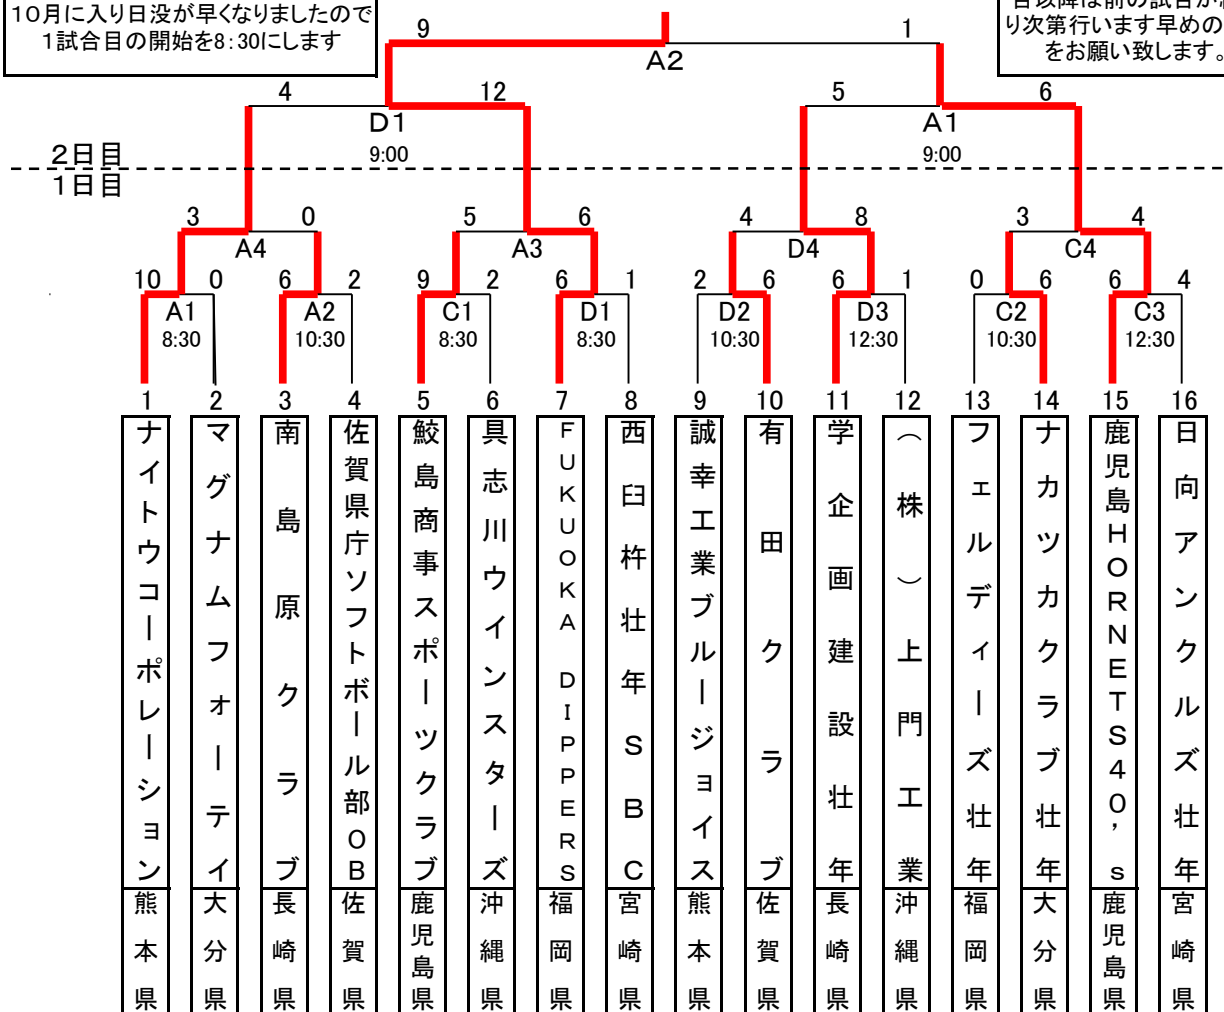 10月に入り日没が早くなりましたので
1試合目の開始を8:30にします
り次第行います早めの
をお願い致します。
9 1
A2
4 12 5 6
D1 A1
2日目 9:00 9:00
1日目
3 0 5 6 4 8 3 4
A4 A3 D4 C4
10 0 6 2 9 2 6 1 2 6 6 1 0 6 6 4
A1 A2 C1 D1 D2 D3 C2 C3
8:30 10:30 8:30 8:30 10:30 12:30 10:30 12:30
1 2 3 4 5 6 7 8 9 10 11 12 13 14 15 16
ナイトウコーポレーション
熊本県
マグナムフォーティ
大分県
南島原クラブ
長崎県
佐賀県庁ソフトボール部OB
佐賀県
鮫島商事スポーツクラブ
鹿児島県
具志川ウインスターズ
沖縄県
FUKUOKA DIPPERS
福岡県
西臼杵壮年SBC
宮崎県
誠幸工業ブルージョイス
熊本県
有田クラブ
佐賀県
学企画建設壮年
長崎県
（株）上門工業
沖縄県
フェルディーズ壮年
福岡県
ナカツカクラブ壮年
大分県
鹿児島HORNETS40's
鹿児島県
日向アンクルズ壮年
宮崎県